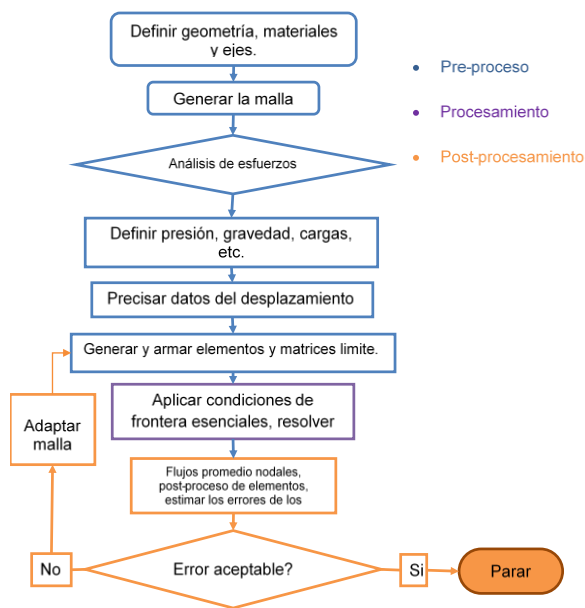 Definir geometría, materiales
y ejes.
Generar la malla
Análisis de esfuerzos
Definir presión, gravedad, cargas,
etc.
Precisar datos del desplazamiento
Generar y armar elementos y matrices limite.
Aplicar condiciones de
frontera esenciales, resolver
Adaptar
malla
Flujos promedio nodales,
post-proceso de elementos,
estimar los errores de los
No
Error aceptable?
Si
Parar
• Pre-proceso
• Procesamiento
• Post-procesamiento